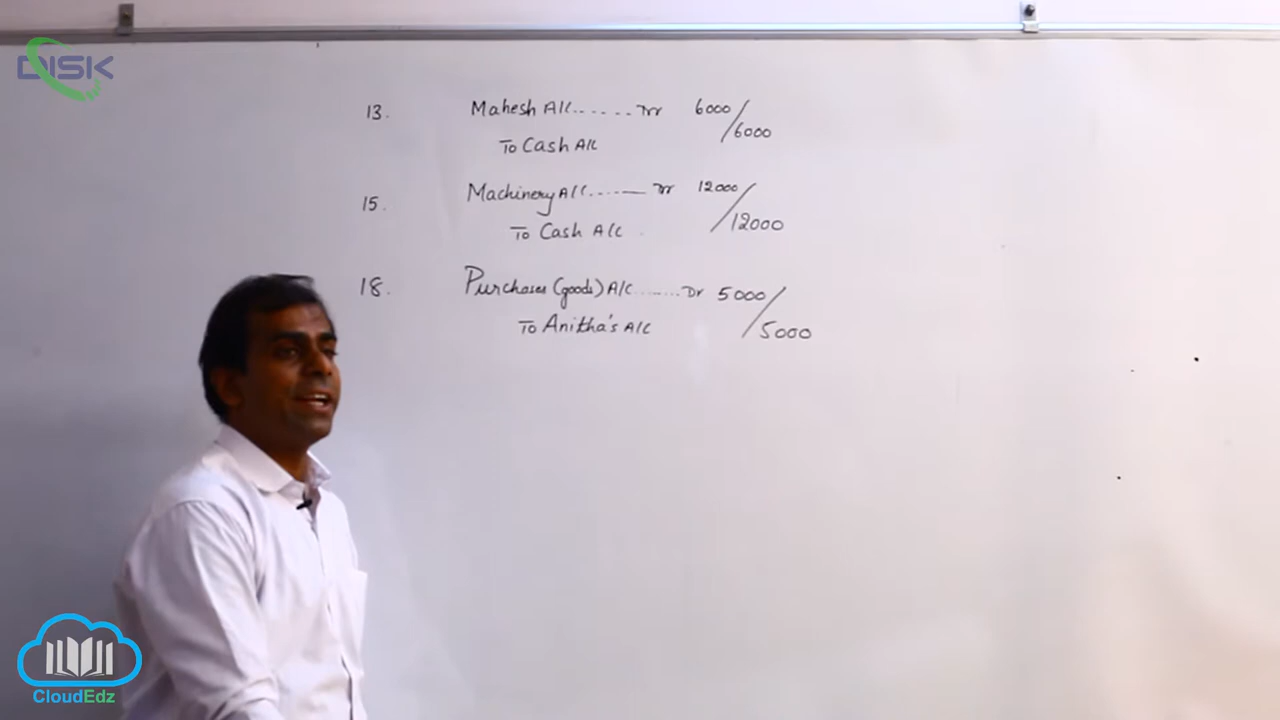 DISK
13. Mahesh A/C...... Dr 6000/
6000
To Cash A/C
15. Machinery A/C....... Dr 12000/
12000
To Cash A/C
18. Purchases (goods) A/C........ Dr 5000/
To Anitha's A/C 5000
CloudEdz